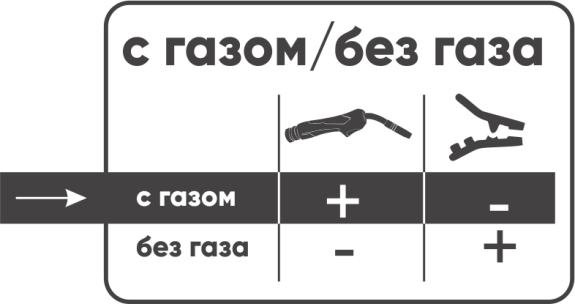 с газом/без газа
с газом + -
без газа - +